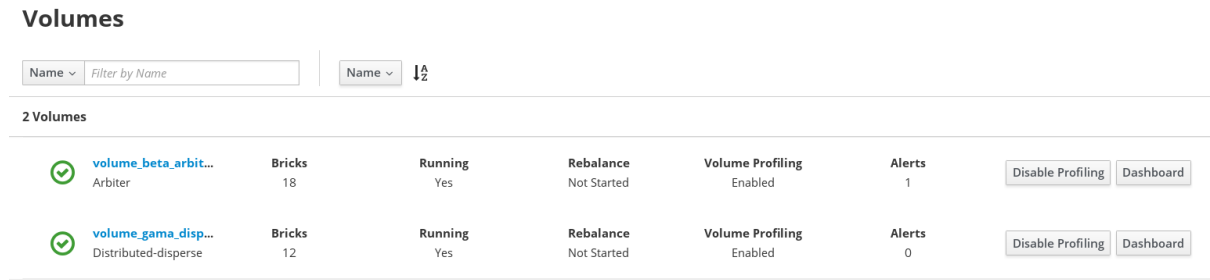 Volumes
Name Filter by Name Name A Z
2 Volumes
volume_beta_arbit... Bricks Running Rebalance Volume Profiling Alerts Disable Profiling Dashboard
Arbiter 18 Yes Not Started Enabled 1
volume_gama_disp... Bricks Running Rebalance Volume Profiling Alerts Disable Profiling Dashboard
Distributed-disperse 12 Yes Not Started Enabled 0